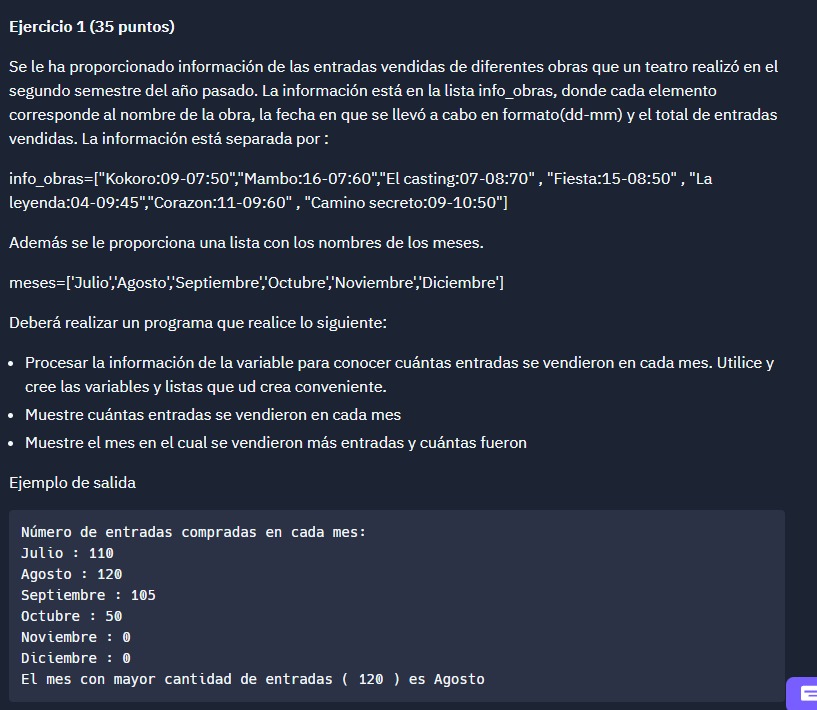 Ejercicio 1 (35 puntos)
Se le ha proporcionado información de las entradas vendidas de diferentes obras que un teatro realizó en el
segundo semestre del año pasado. La información está en la lista info_obras, donde cada elemento
corresponde al nombre de la obra, la fecha en que se llevó a cabo en formato(dd-mm) y el total de entradas
vendidas. La información está separada por :
info_obras=["Kokoro:09-07:50","Mambo:16-07:60","El casting:07-08:70" , "Fiesta:15-08:50" , "La
leyenda:04-09:45","Corazon:11-09:60" , "Camino secreto:09-10:50"]
Además se le proporciona una lista con los nombres de los meses.
meses=['Julio','Agosto','Septiembre','Octubre','Noviembre','Diciembre']
Deberá realizar un programa que realice lo siguiente:
• Procesar la información de la variable para conocer cuántas entradas se vendieron en cada mes. Utilice y
cree las variables y listas que ud crea conveniente.
• Muestre cuántas entradas se vendieron en cada mes
• Muestre el mes en el cual se vendieron más entradas y cuántas fueron
Ejemplo de salida
Número de entradas compradas en cada mes:
Julio : 110
Agosto : 120
Septiembre : 105
Octubre : 50
Noviembre : 0
Diciembre : 0
El mes con mayor cantidad de entradas ( 120 ) es Agosto